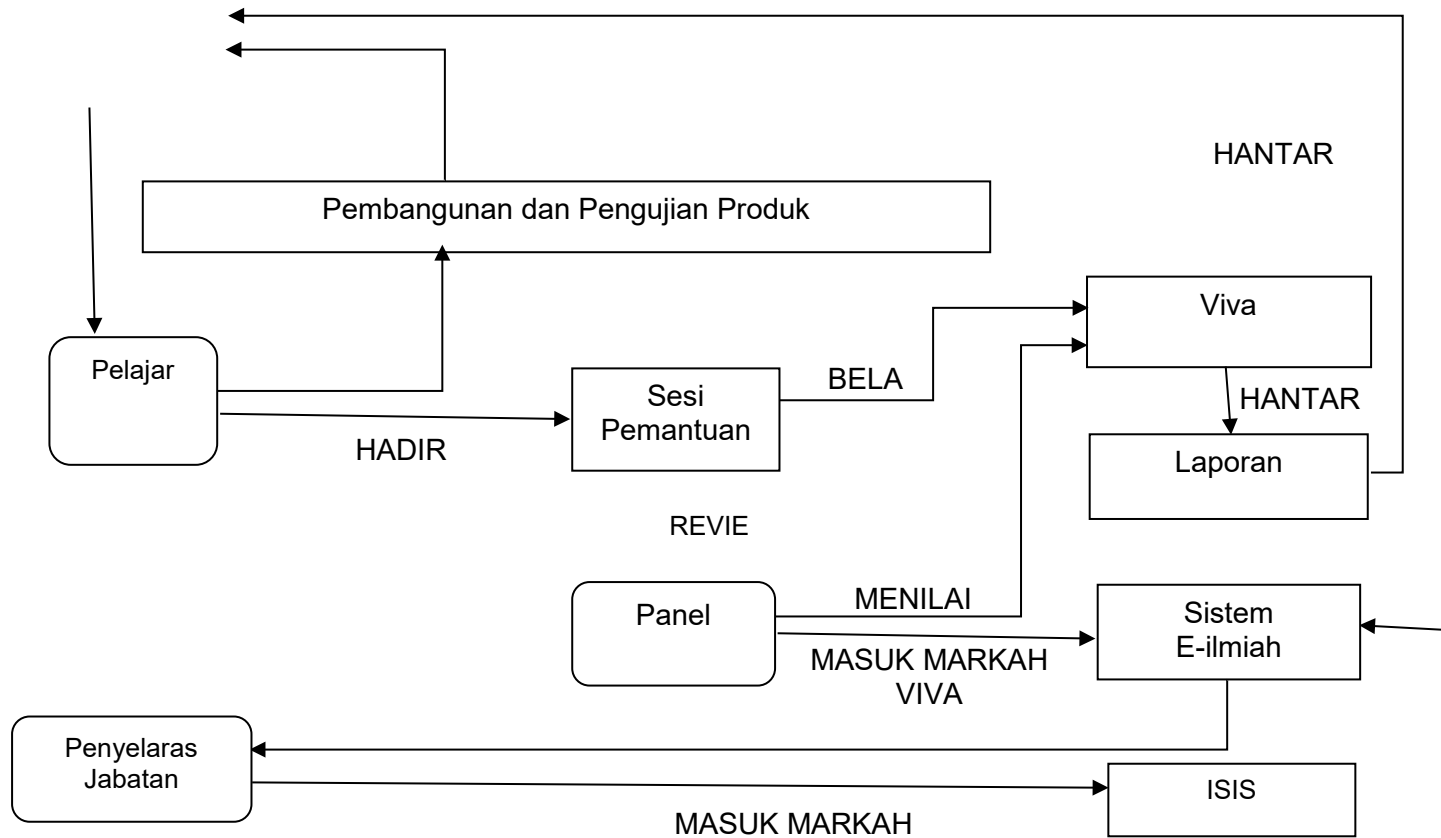 HANTAR
Pembangunan dan Pengujian Produk
Viva
Pelajar
BELA
Sesi
Pemantuan
HANTAR
HADIR
Laporan
REVIE
Panel
MENILAI
Sistem
E-ilmiah
MASUK MARKAH
VIVA
Penyelaras
Jabatan
ISIS
MASUK MARKAH